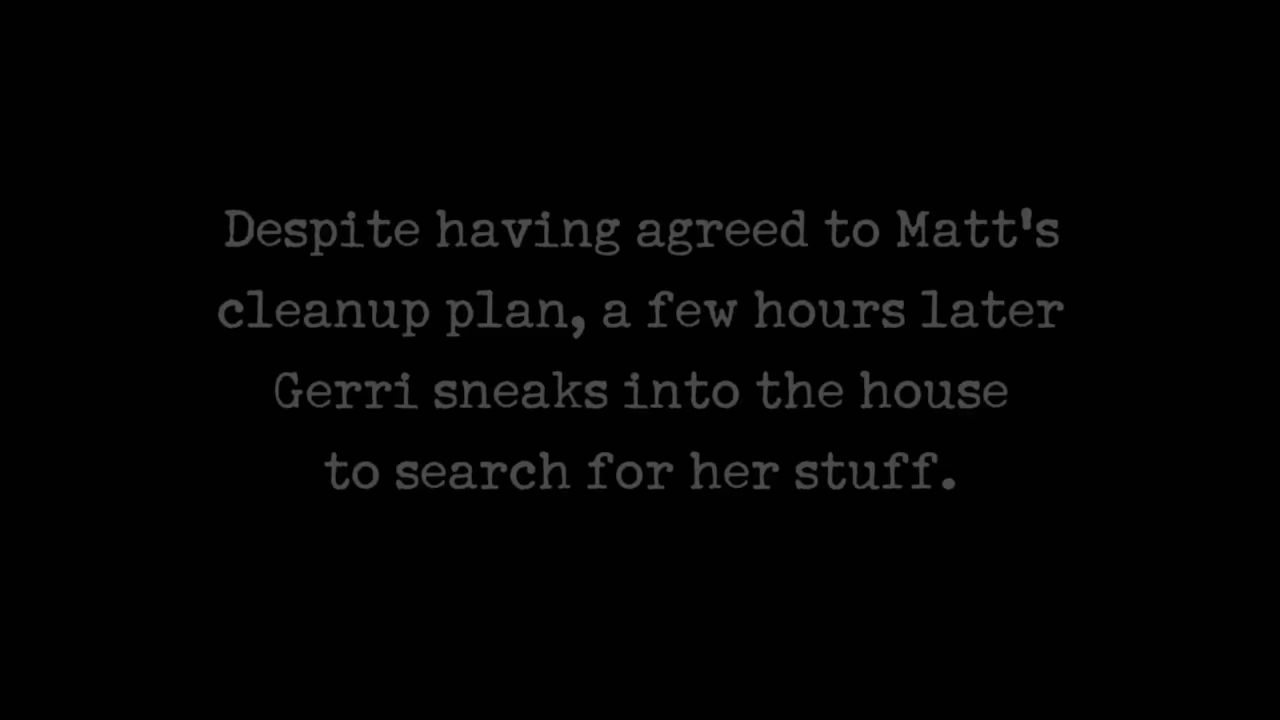 Despite having agreed to Matt's
cleanup plan, a few hours later
Gerri sneaks into the house
to search for her stuff.